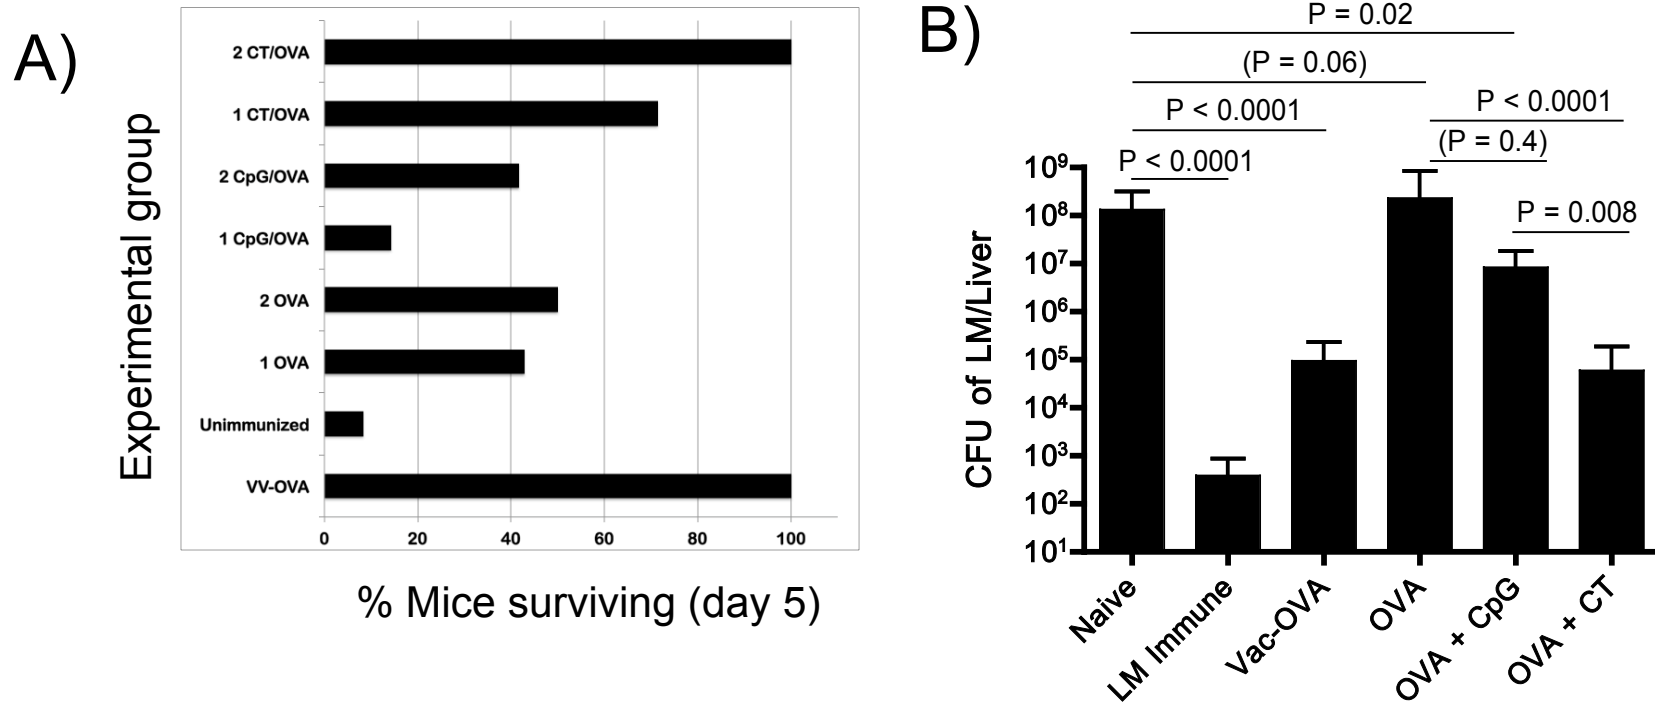 A)
Experimental group
2 CT/OVA
1 CT/OVA
2 CpG/OVA
1 CpG/OVA
2 OVA
1 OVA
Unimmunized
VV-OVA
0 20 40 60 80 100
% Mice surviving (day 5)
B)
P = 0.02
(P = 0.06)
P < 0.0001
P < 0.0001
(P = 0.4)
P < 0.0001
P = 0.008
CFU of LM/Liver
10⁹
10⁸
10⁷
10⁶
10⁵
10⁴
10³
10²
10¹
Naive
LM Immune
Vac-OVA
OVA
OVA + CpG
OVA + CT